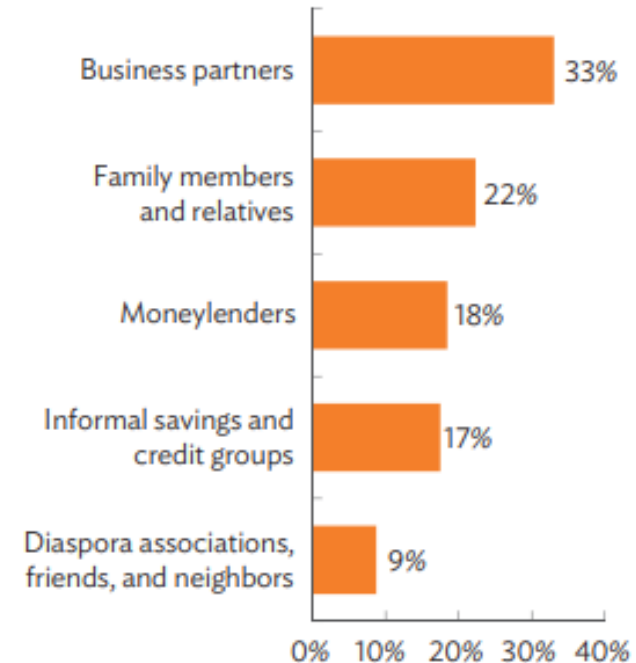 Business partners
33%
Family members
and relatives
22%
Moneylenders
18%
Informal savings and
credit groups
17%
Diaspora associations,
friends, and neighbors
9%
0% 10% 20% 30% 40%